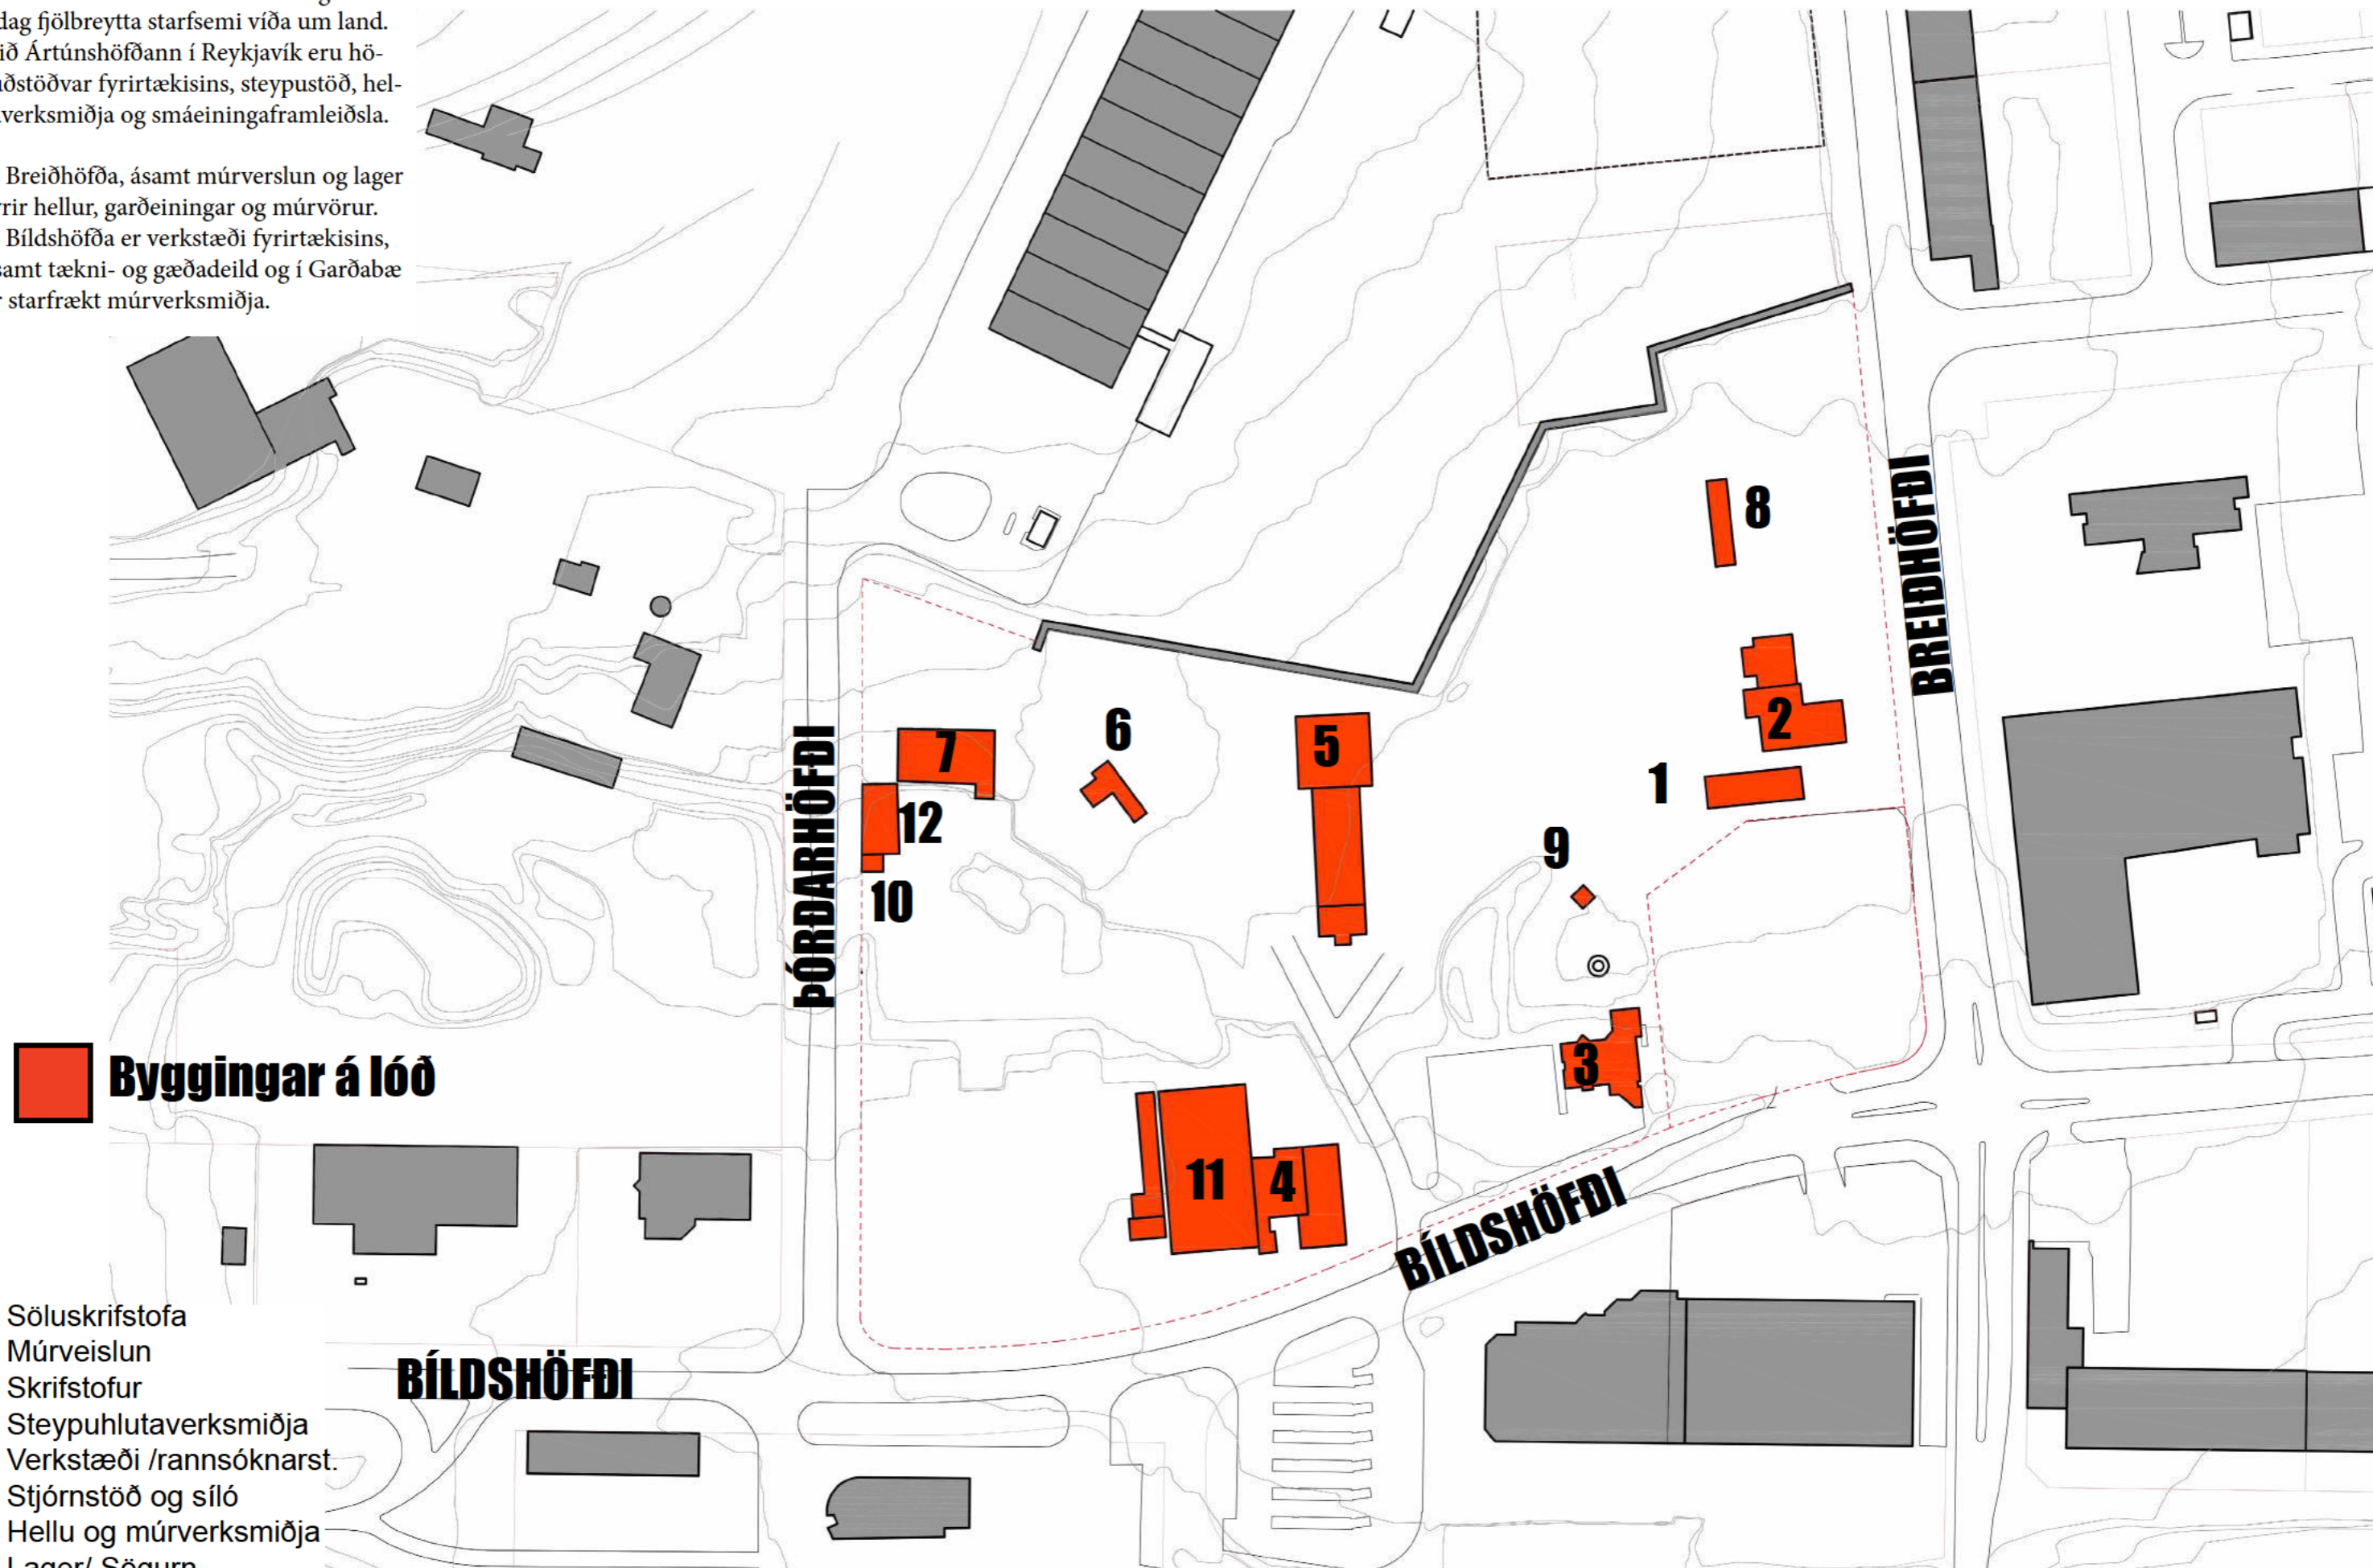 dag fjölbreytta starfsemi víða um land.
ið Ártúnshöfðann í Reykjavík eru hö-
ðstöðvar fyrirtækisins, steypustöð, hel-
verksmiðja og smáeiningaframleiðsla.
Breiðhöfða, ásamt múrverslun og lager
rir hellur, garðeiningar og múrvörur.
Bíldshöfða er verkstæði fyrirtækisins,
samt tækni- og gæðadeild og í Garðabæ
r starfrækt múrverksmiðja.
8
BREIÐHÖFÐI
2
1
6
5
7
12
10
9
ÞÓRÐARHÖFÐI
3
Byggingar á lóð
11
4
BÍLDSHÖFÐI
BÍLDSHÖFÐI
Söluskrifstofa
Múrveislun
Skrifstofur
Steypuhlutaverksmiðja
Verkstæði /rannsóknarst.
Stjórnstöð og síló
Hellu og múrverksmiðja
Lager/ Sögurn